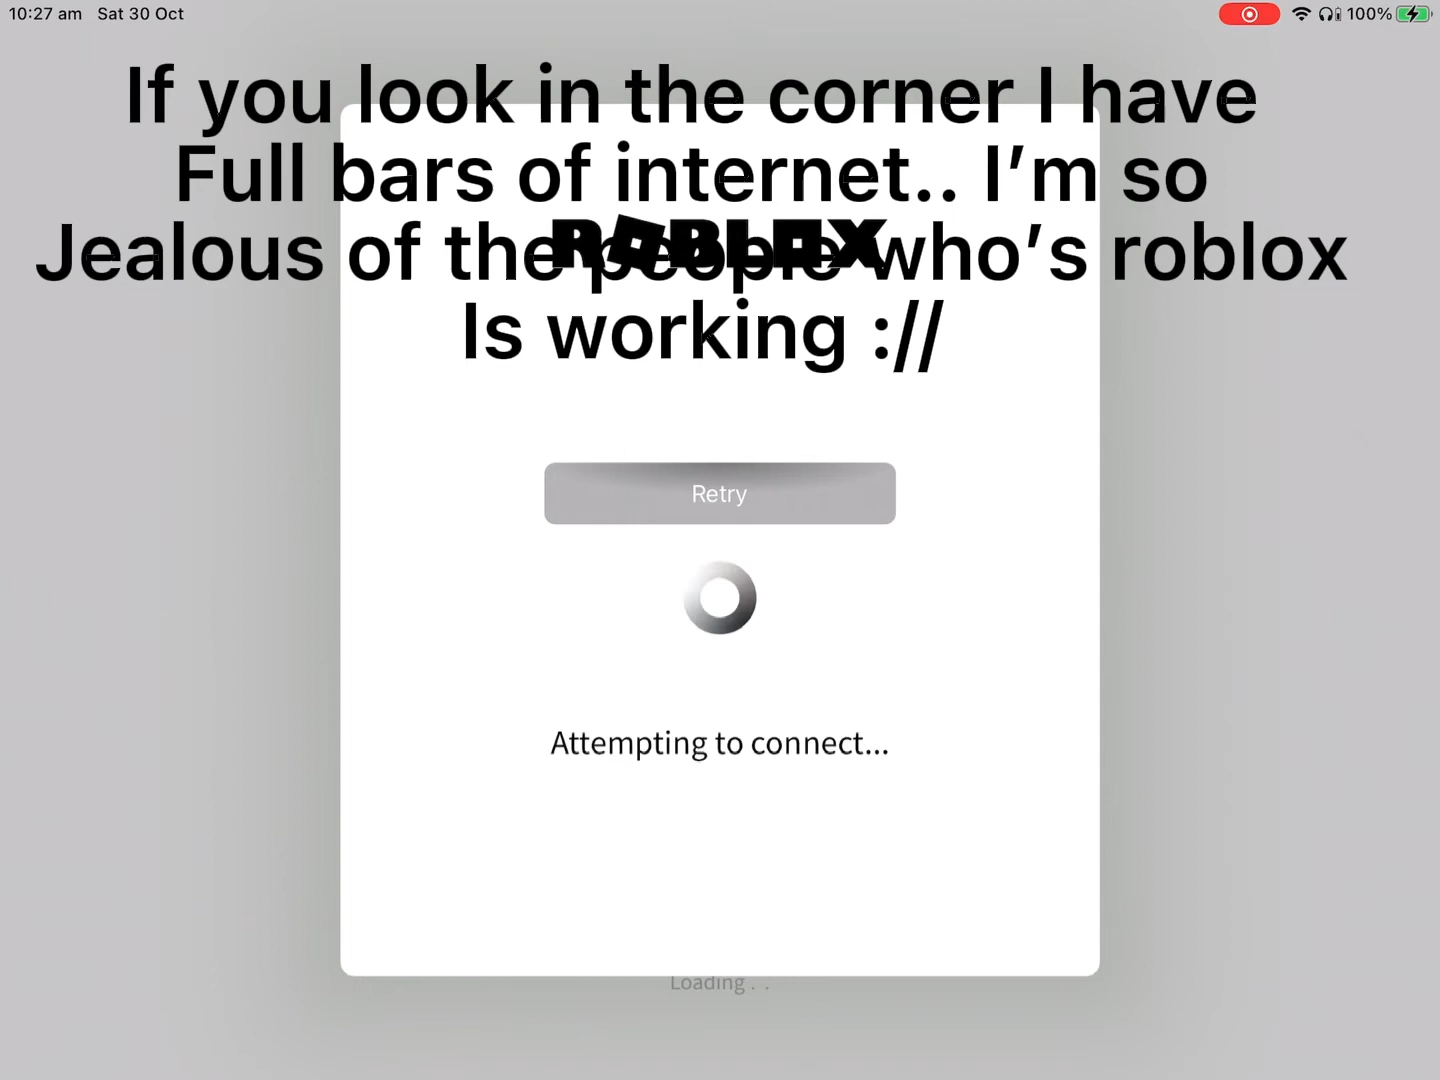 10:27 am Sat 30 Oct 100%
If you look in the corner I have
Full bars of internet.. I’m so
Jealous of the people who’s roblox
Is working ://
ROBLOX
Retry
Attempting to connect...
Loading . .